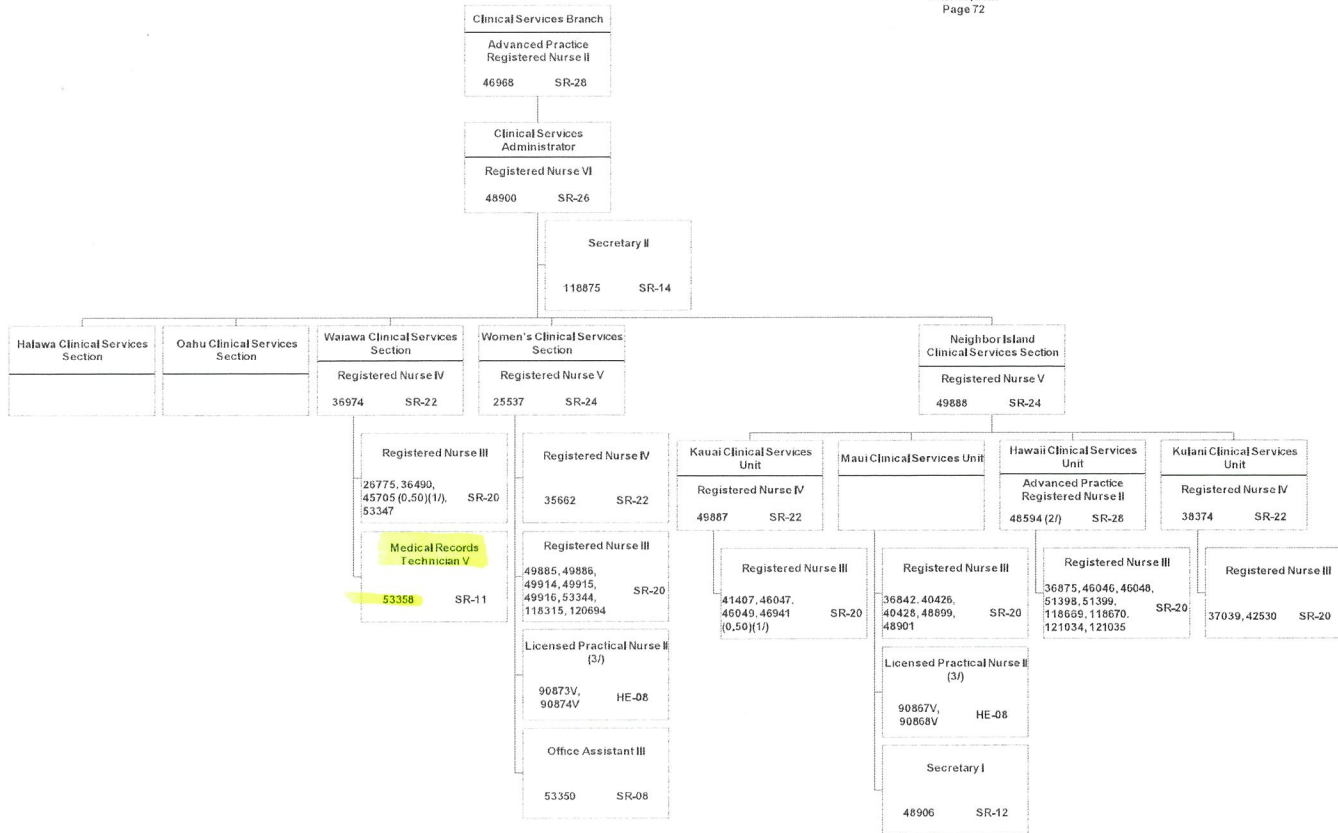 Page 72
Clinical Services Branch
Advanced Practice
Registered Nurse II
46968 SR-28
Clinical Services
Administrator
Registered Nurse VI
48900 SR-26
Secretary II
118875 SR-14
Halawa Clinical Services
Section
Oahu Clinical Services
Section
Waiawa Clinical Services
Section
Registered Nurse IV
36974 SR-22
Women's Clinical Services
Section
Registered Nurse V
25537 SR-24
Neighbor Island
Clinical Services Section
Registered Nurse V
49888 SR-24
Registered Nurse III
26775, 36490,
45705 (0.50)(1/), SR-20
53347
Medical Records
Technician V
53358 SR-11
Registered Nurse IV
35662 SR-22
Registered Nurse III
49885, 49886,
49914, 49915,
49916, 53344, SR-20
118315, 120694
Licensed Practical Nurse II
(3/)
90873V,
90874V HE-08
Office Assistant III
53350 SR-08
Kauai Clinical Services
Unit
Registered Nurse IV
49887 SR-22
Registered Nurse III
41407, 46047,
46049, 46941 SR-20
(0.50)(1/)
Maui Clinical Services Unit
Registered Nurse III
36842, 40426,
40428, 48899, SR-20
48901
Licensed Practical Nurse II
(3/)
90867V,
90868V HE-08
Secretary I
48906 SR-12
Hawaii Clinical Services
Unit
Advanced Practice
Registered Nurse II
48594 (2/) SR-28
Registered Nurse III
36875, 46046, 46048,
51398, 51399,
118669, 118670, SR-20
121034, 121035
Kulani Clinical Services
Unit
Registered Nurse IV
38374 SR-22
Registered Nurse III
37039, 42530 SR-20